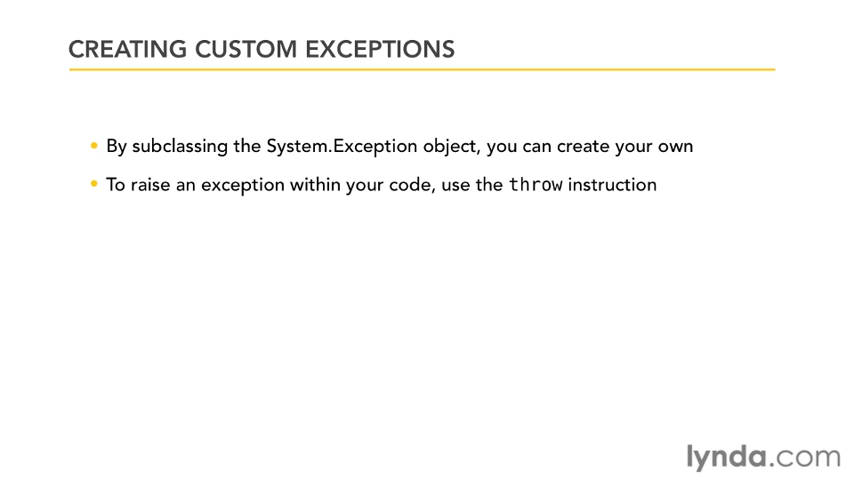 CREATING CUSTOM EXCEPTIONS
• By subclassing the System.Exception object, you can create your own
• To raise an exception within your code, use the throw instruction
lynda.com